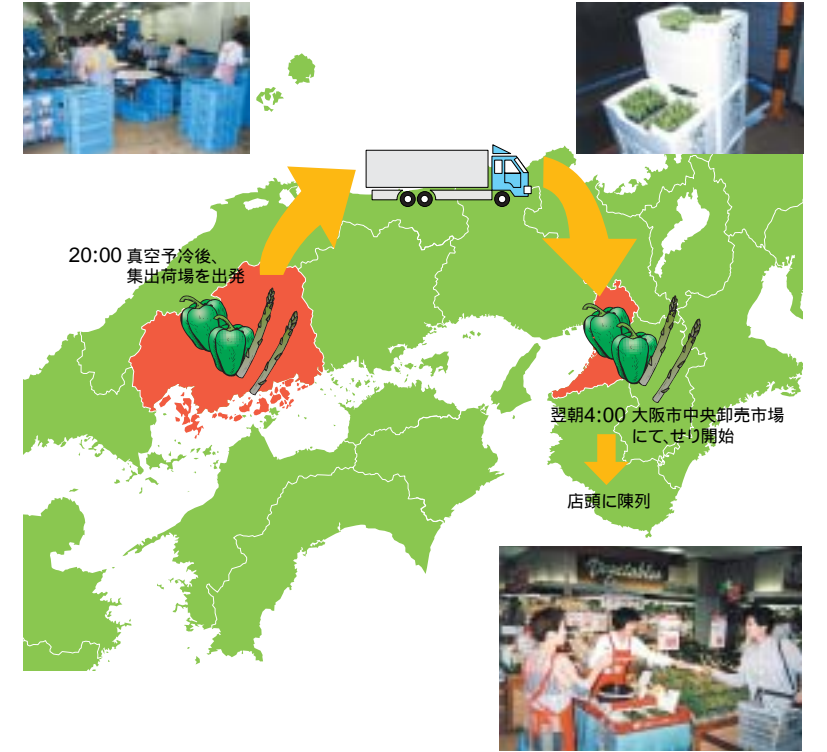 20:00 真空予冷後、
集出荷場を出発
翌朝4:00 大阪市中央卸売市場
にて、せり開始
店頭に陳列
Vegetables